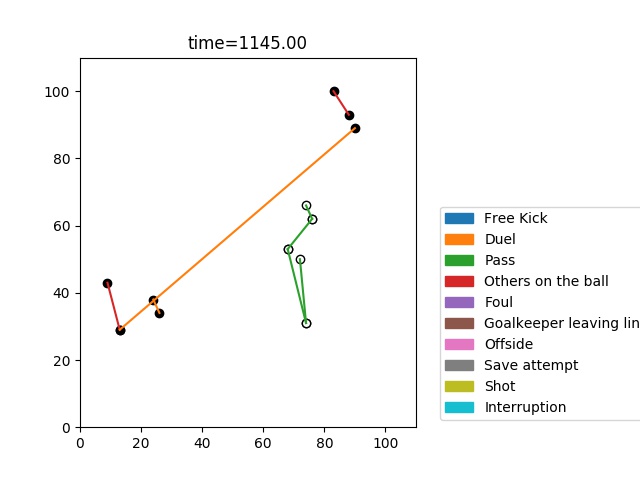 time=1145.00
100
80
60
40
20
0
0 20 40 60 80 100
Free Kick
Duel
Pass
Others on the ball
Foul
Goalkeeper leaving lin
Offside
Save attempt
Shot
Interruption